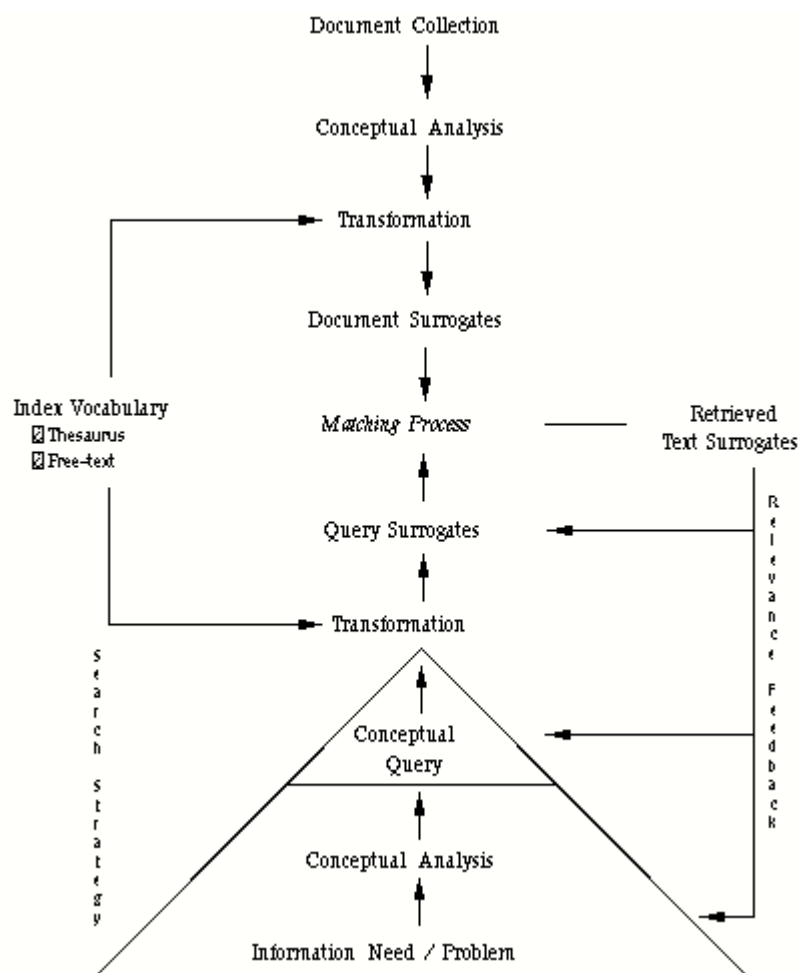 Document Collection
Conceptual Analysis
Transformation
Document Surrogates
Index Vocabulary
Thesaurus
Free-text
Matching Process
Retrieved
Text Surrogates
Query Surrogates
Transformation
Relevance Feedback
Search Strategy
Conceptual
Query
Conceptual Analysis
Information Need / Problem